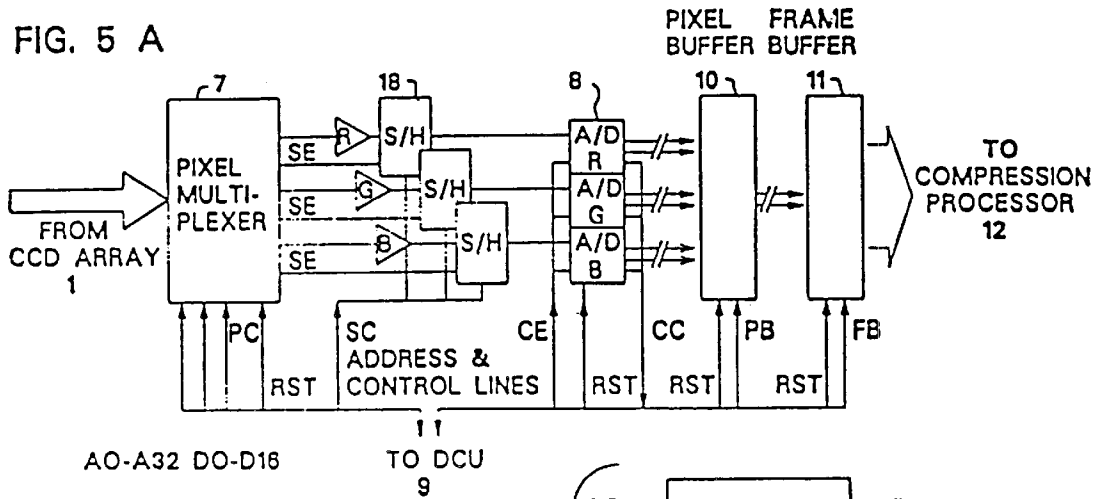 FIG. 5 A
PIXEL BUFFER
FRAME BUFFER
7
18
8
10
11
PIXEL MULTI- PLEXER
R
S/H
SE
G
S/H
SE
B
S/H
SE
A/D R
A/D G
A/D B
FROM CCD ARRAY 1
TO COMPRESSION PROCESSOR 12
PC
RST
SC
ADDRESS & CONTROL LINES
CE
RST
CC
RST
PB
RST
FB
AO-A32 DO-D16
TO DCU 9